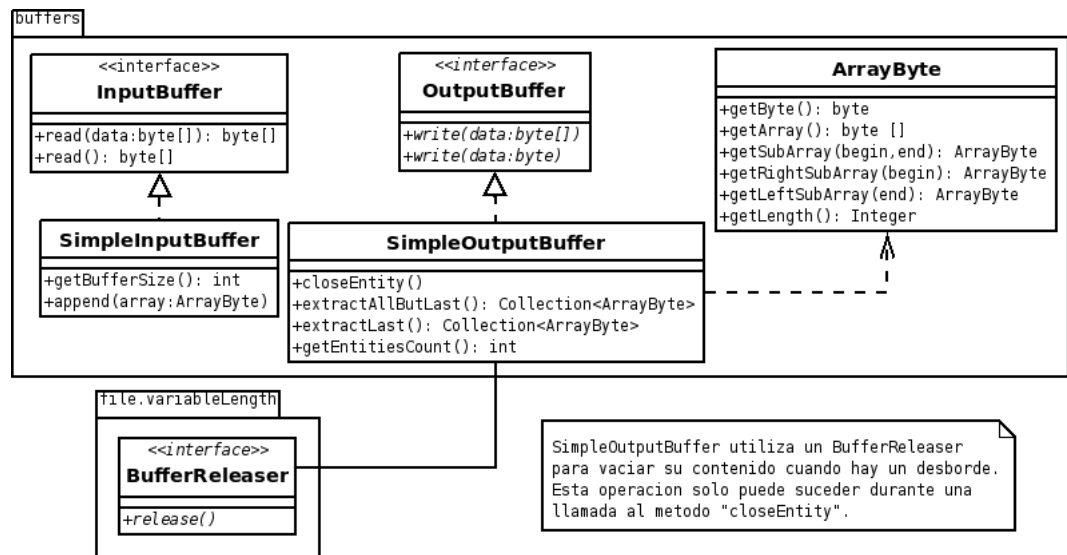 buffers
<<interface>>
InputBuffer
+read(data:byte[]): byte[]
+read(): byte[]
<<interface>>
OutputBuffer
+write(data:byte[])
+write(data:byte)
ArrayByte
+getByte(): byte
+getArray(): byte []
+getSubArray(begin,end): ArrayByte
+getRightSubArray(begin): ArrayByte
+getLeftSubArray(end): ArrayByte
+getLength(): Integer
SimpleInputBuffer
+getBufferSize(): int
+append(array:ArrayByte)
SimpleOutputBuffer
+closeEntity()
+extractAllButLast(): Collection<ArrayByte>
+extractLast(): Collection<ArrayByte>
+getEntitiesCount(): int
file.variableLength
<<interface>>
BufferReleaser
+release()
SimpleOutputBuffer utiliza un BufferReleaser
para vaciar su contenido cuando hay un desborde.
Esta operacion solo puede suceder durante una
llamada al metodo "closeEntity".